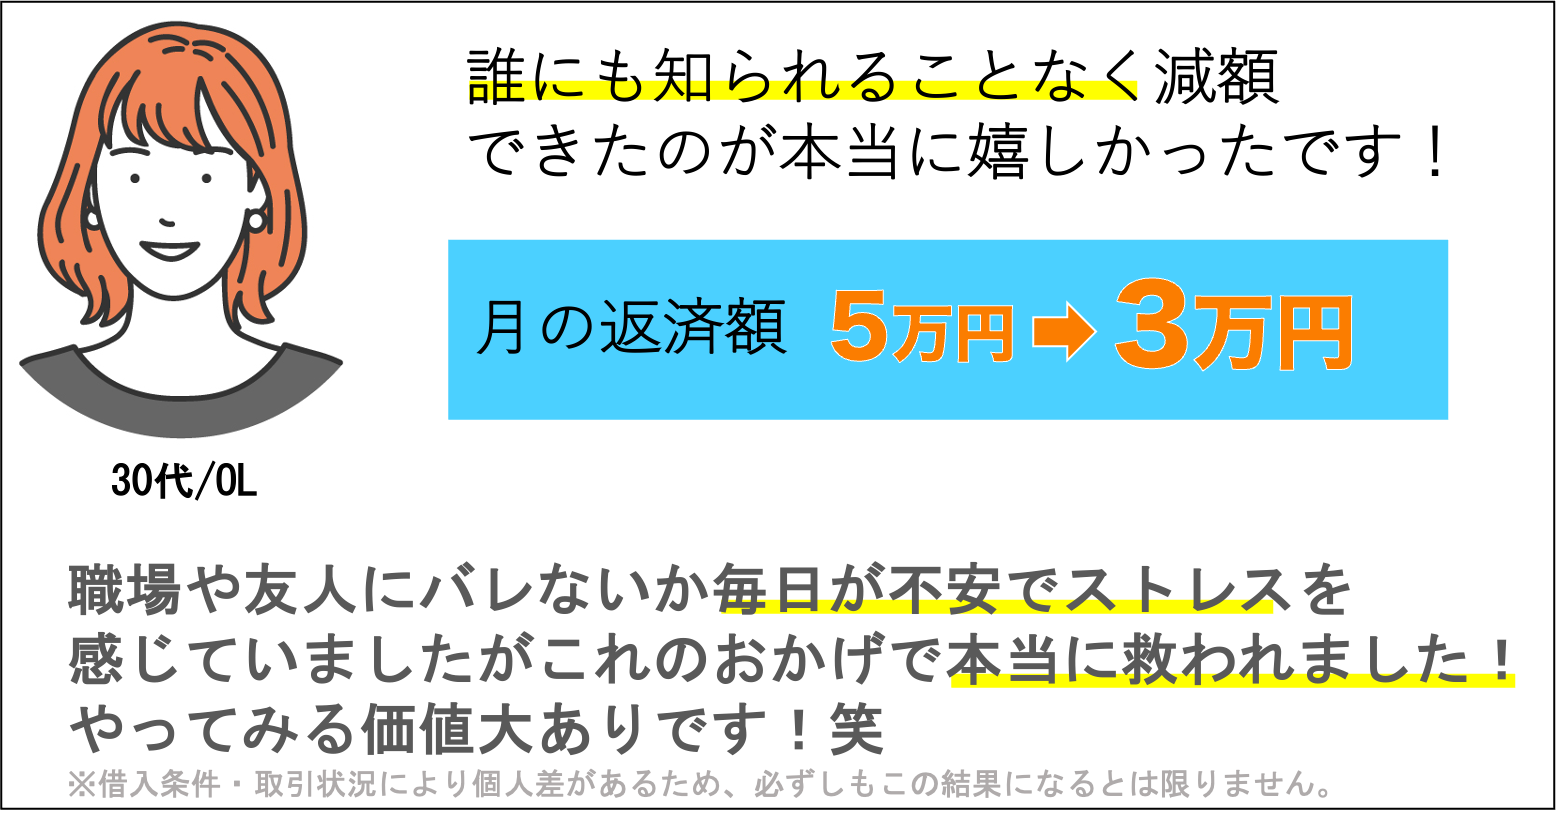 誰にも知られることなく減額
できたのが本当に嬉しかったです！
月の返済額 5万円➡3万円
30代/OL
職場や友人にバレないか毎日が不安でストレスを
感じていましたがこれのおかげで本当に救われました！
やってみる価値大ありです！笑
※借入条件・取引状況により個人差があるため、必ずしもこの結果になるとは限りません。